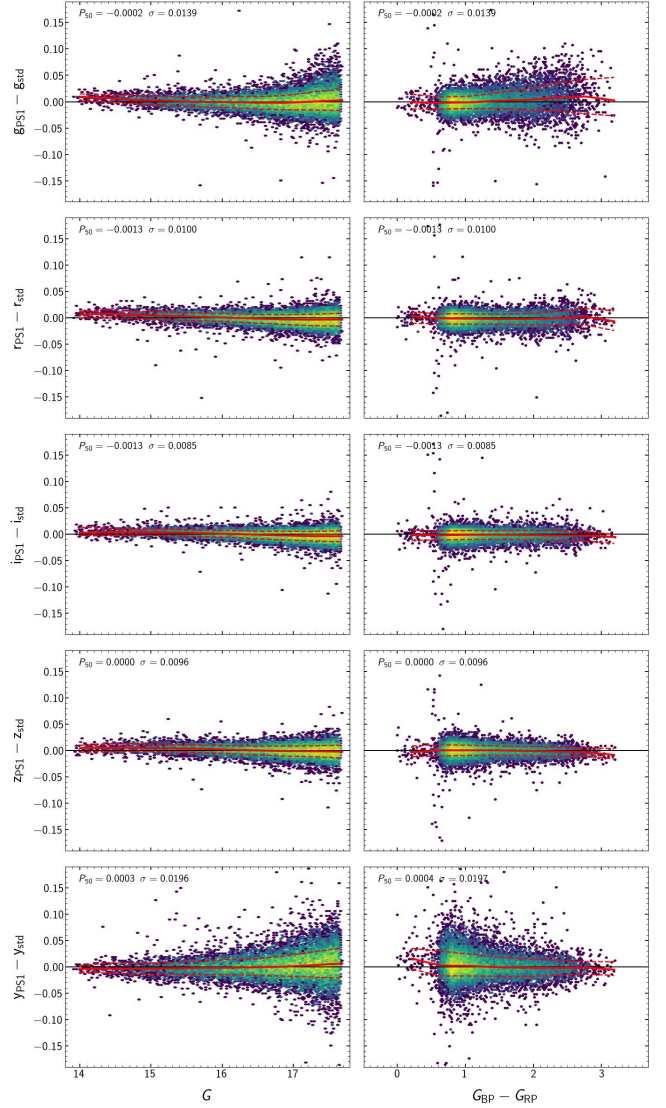 P₅₀ = −0.0002 σ = 0.0139
P₅₀ = −0.0002 σ = 0.0139
0.15
0.10
0.05
0.00
−0.05
−0.10
−0.15
gPS1 − gstd
P₅₀ = −0.0013 σ = 0.0100
P₅₀ = −0.0013 σ = 0.0100
0.15
0.10
0.05
0.00
−0.05
−0.10
−0.15
rPS1 − rstd
P₅₀ = −0.0013 σ = 0.0085
P₅₀ = −0.0013 σ = 0.0085
0.15
0.10
0.05
0.00
−0.05
−0.10
−0.15
iPS1 − istd
P₅₀ = 0.0000 σ = 0.0096
P₅₀ = 0.0000 σ = 0.0096
0.15
0.10
0.05
0.00
−0.05
−0.10
−0.15
zPS1 − zstd
P₅₀ = 0.0003 σ = 0.0196
P₅₀ = 0.0004 σ = 0.0197
0.15
0.10
0.05
0.00
−0.05
−0.10
−0.15
yPS1 − ystd
14 15 16 17
0 1 2 3
G
GBP − GRP